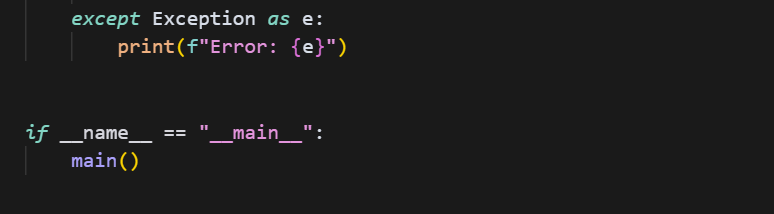 except Exception as e:
print(f"Error: {e}")
if __name__ == "__main__":
main()